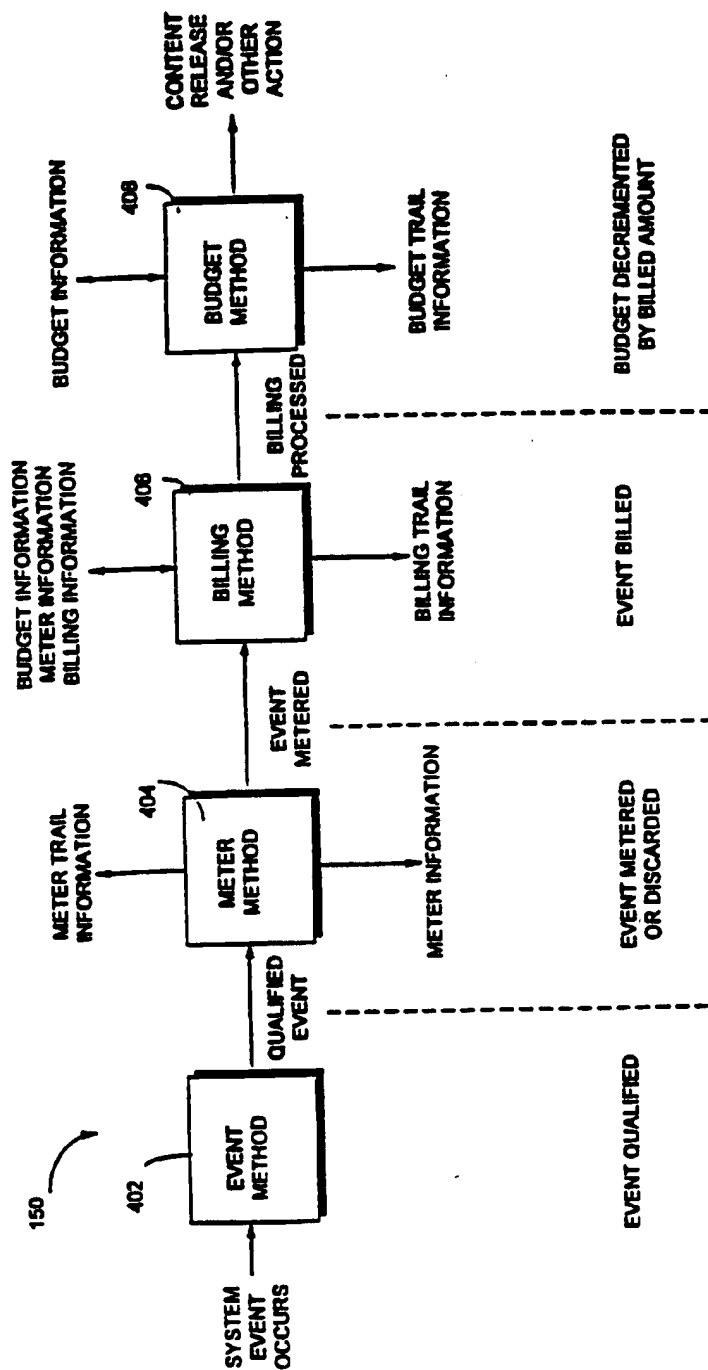 150
SYSTEM
EVENT
OCCURS
402
EVENT
METHOD
QUALIFIED
EVENT
EVENT QUALIFIED
METER TRAIL
INFORMATION
404
METER
METHOD
METER INFORMATION
EVENT
METERED
EVENT METERED
OR DISCARDED
BUDGET INFORMATION
METER INFORMATION
BILLING INFORMATION
406
BILLING
METHOD
BILLING TRAIL
INFORMATION
BILLING
PROCESSED
EVENT BILLED
BUDGET INFORMATION
408
BUDGET
METHOD
BUDGET TRAIL
INFORMATION
CONTENT
RELEASE
AND/OR
OTHER
ACTION
BUDGET DECREMENTED
BY BILLED AMOUNT